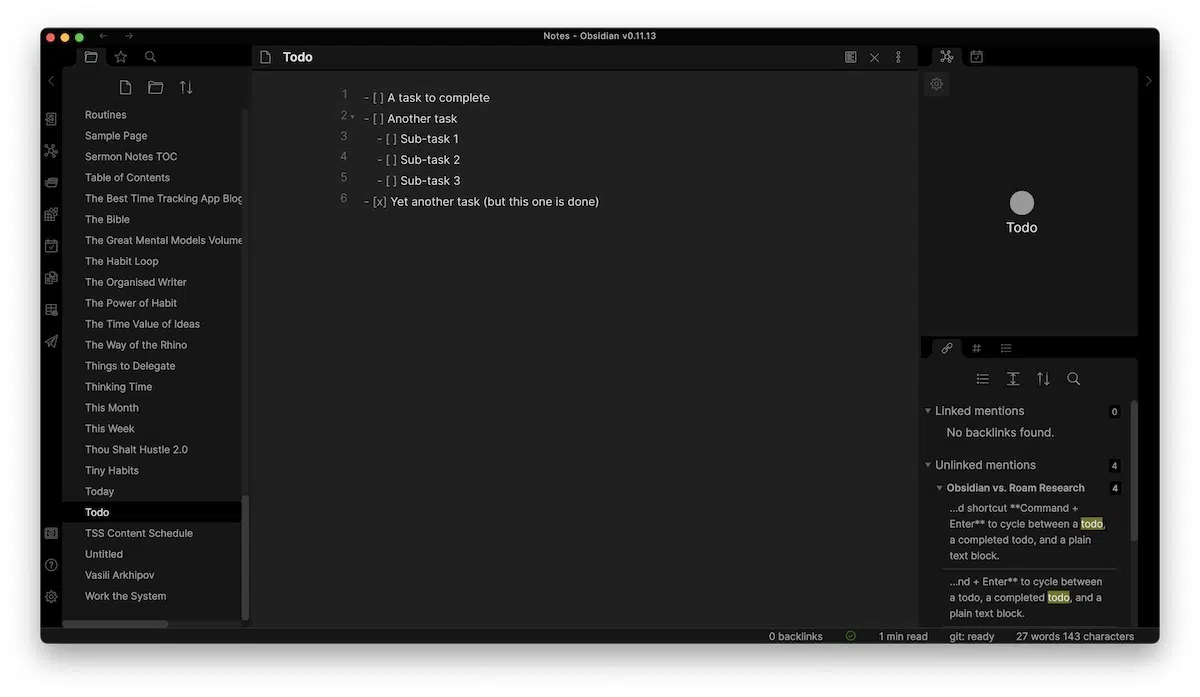 Notes - Obsidian v0.11.13
Todo
Routines
Sample Page
Sermon Notes TOC
Table of Contents
The Best Time Tracking App Blog
The Bible
The Great Mental Models Volume
The Habit Loop
The Organised Writer
The Power of Habit
The Time Value of Ideas
The Way of the Rhino
Things to Delegate
Thinking Time
This Month
This Week
Thou Shalt Hustle 2.0
Tiny Habits
Today
Todo
TSS Content Schedule
Untitled
Vasili Arkhipov
Work the System
1 - [ ] A task to complete
2 - [ ] Another task
3 - [ ] Sub-task 1
4 - [ ] Sub-task 2
5 - [ ] Sub-task 3
6 - [x] Yet another task (but this one is done)
Todo
Linked mentions 0
No backlinks found.
Unlinked mentions 4
Obsidian vs. Roam Research 4
...d shortcut **Command +
Enter** to cycle between a todo,
a completed todo, and a plain
text block.
...nd + Enter** to cycle between
a todo, a completed todo, and a
plain text block.
0 backlinks 1 min read git: ready 27 words 143 characters